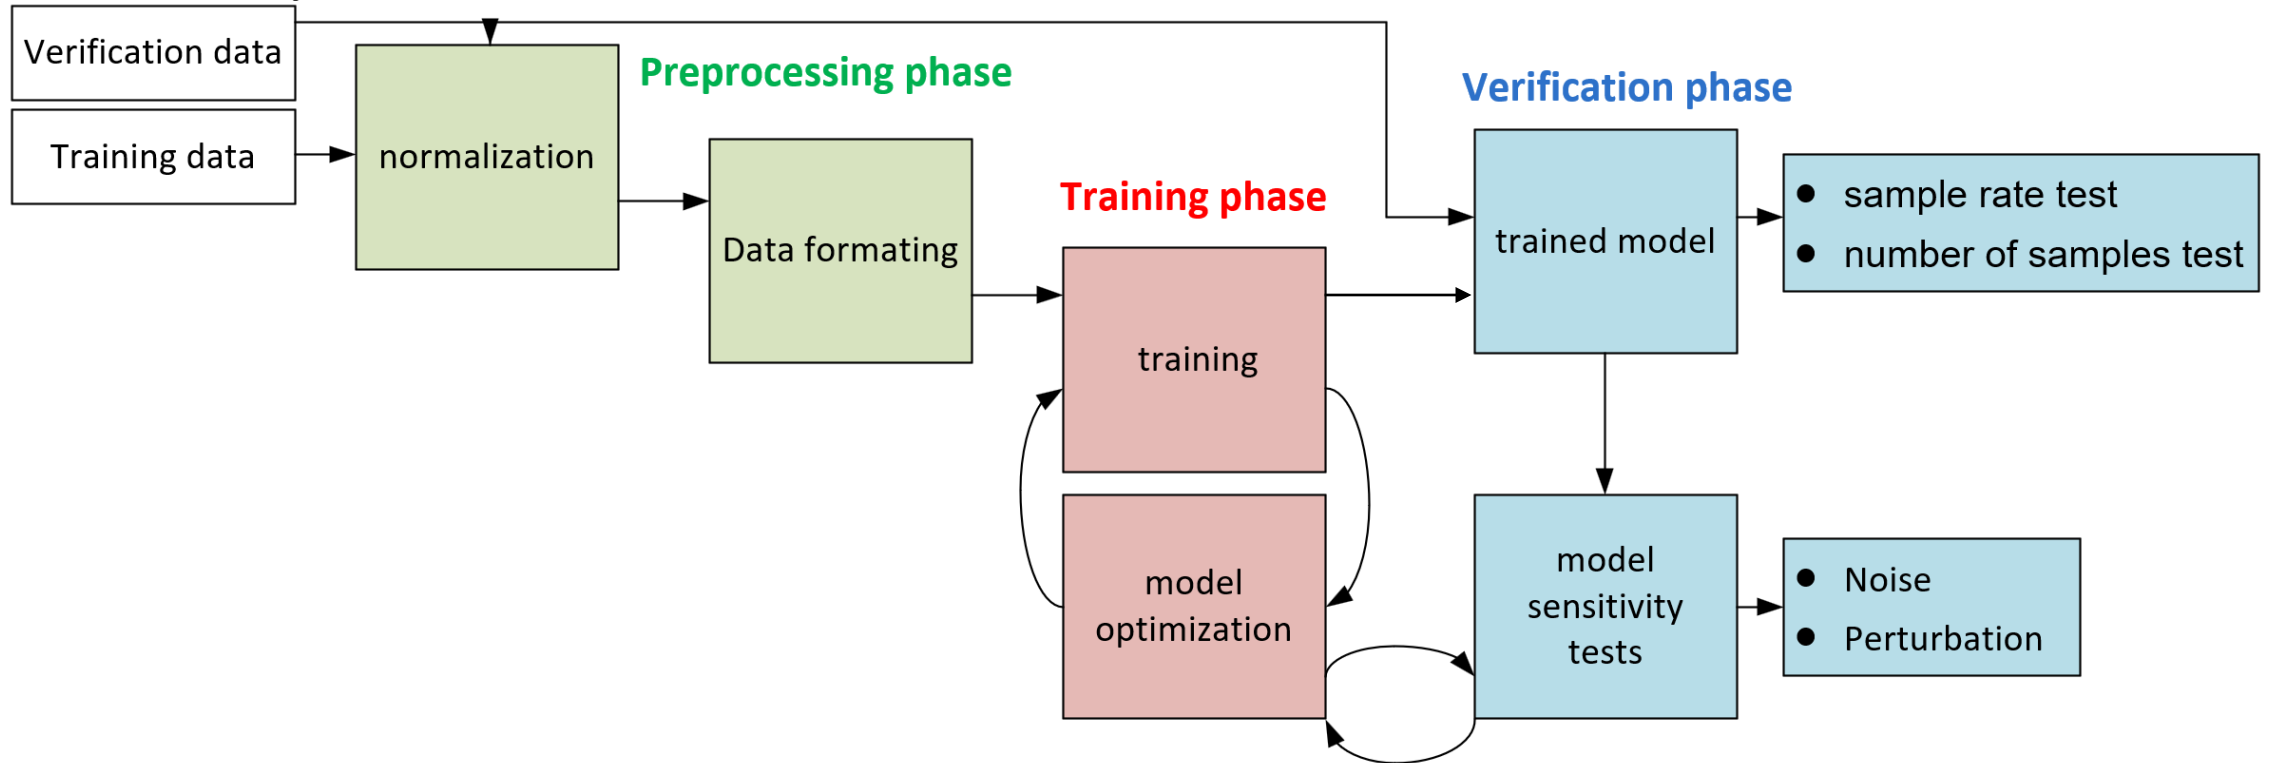 Verification data
Training data
normalization
Preprocessing phase
Data formating
Training phase
training
model
optimization
Verification phase
trained model
● sample rate test
● number of samples test
model
sensitivity
tests
● Noise
● Perturbation